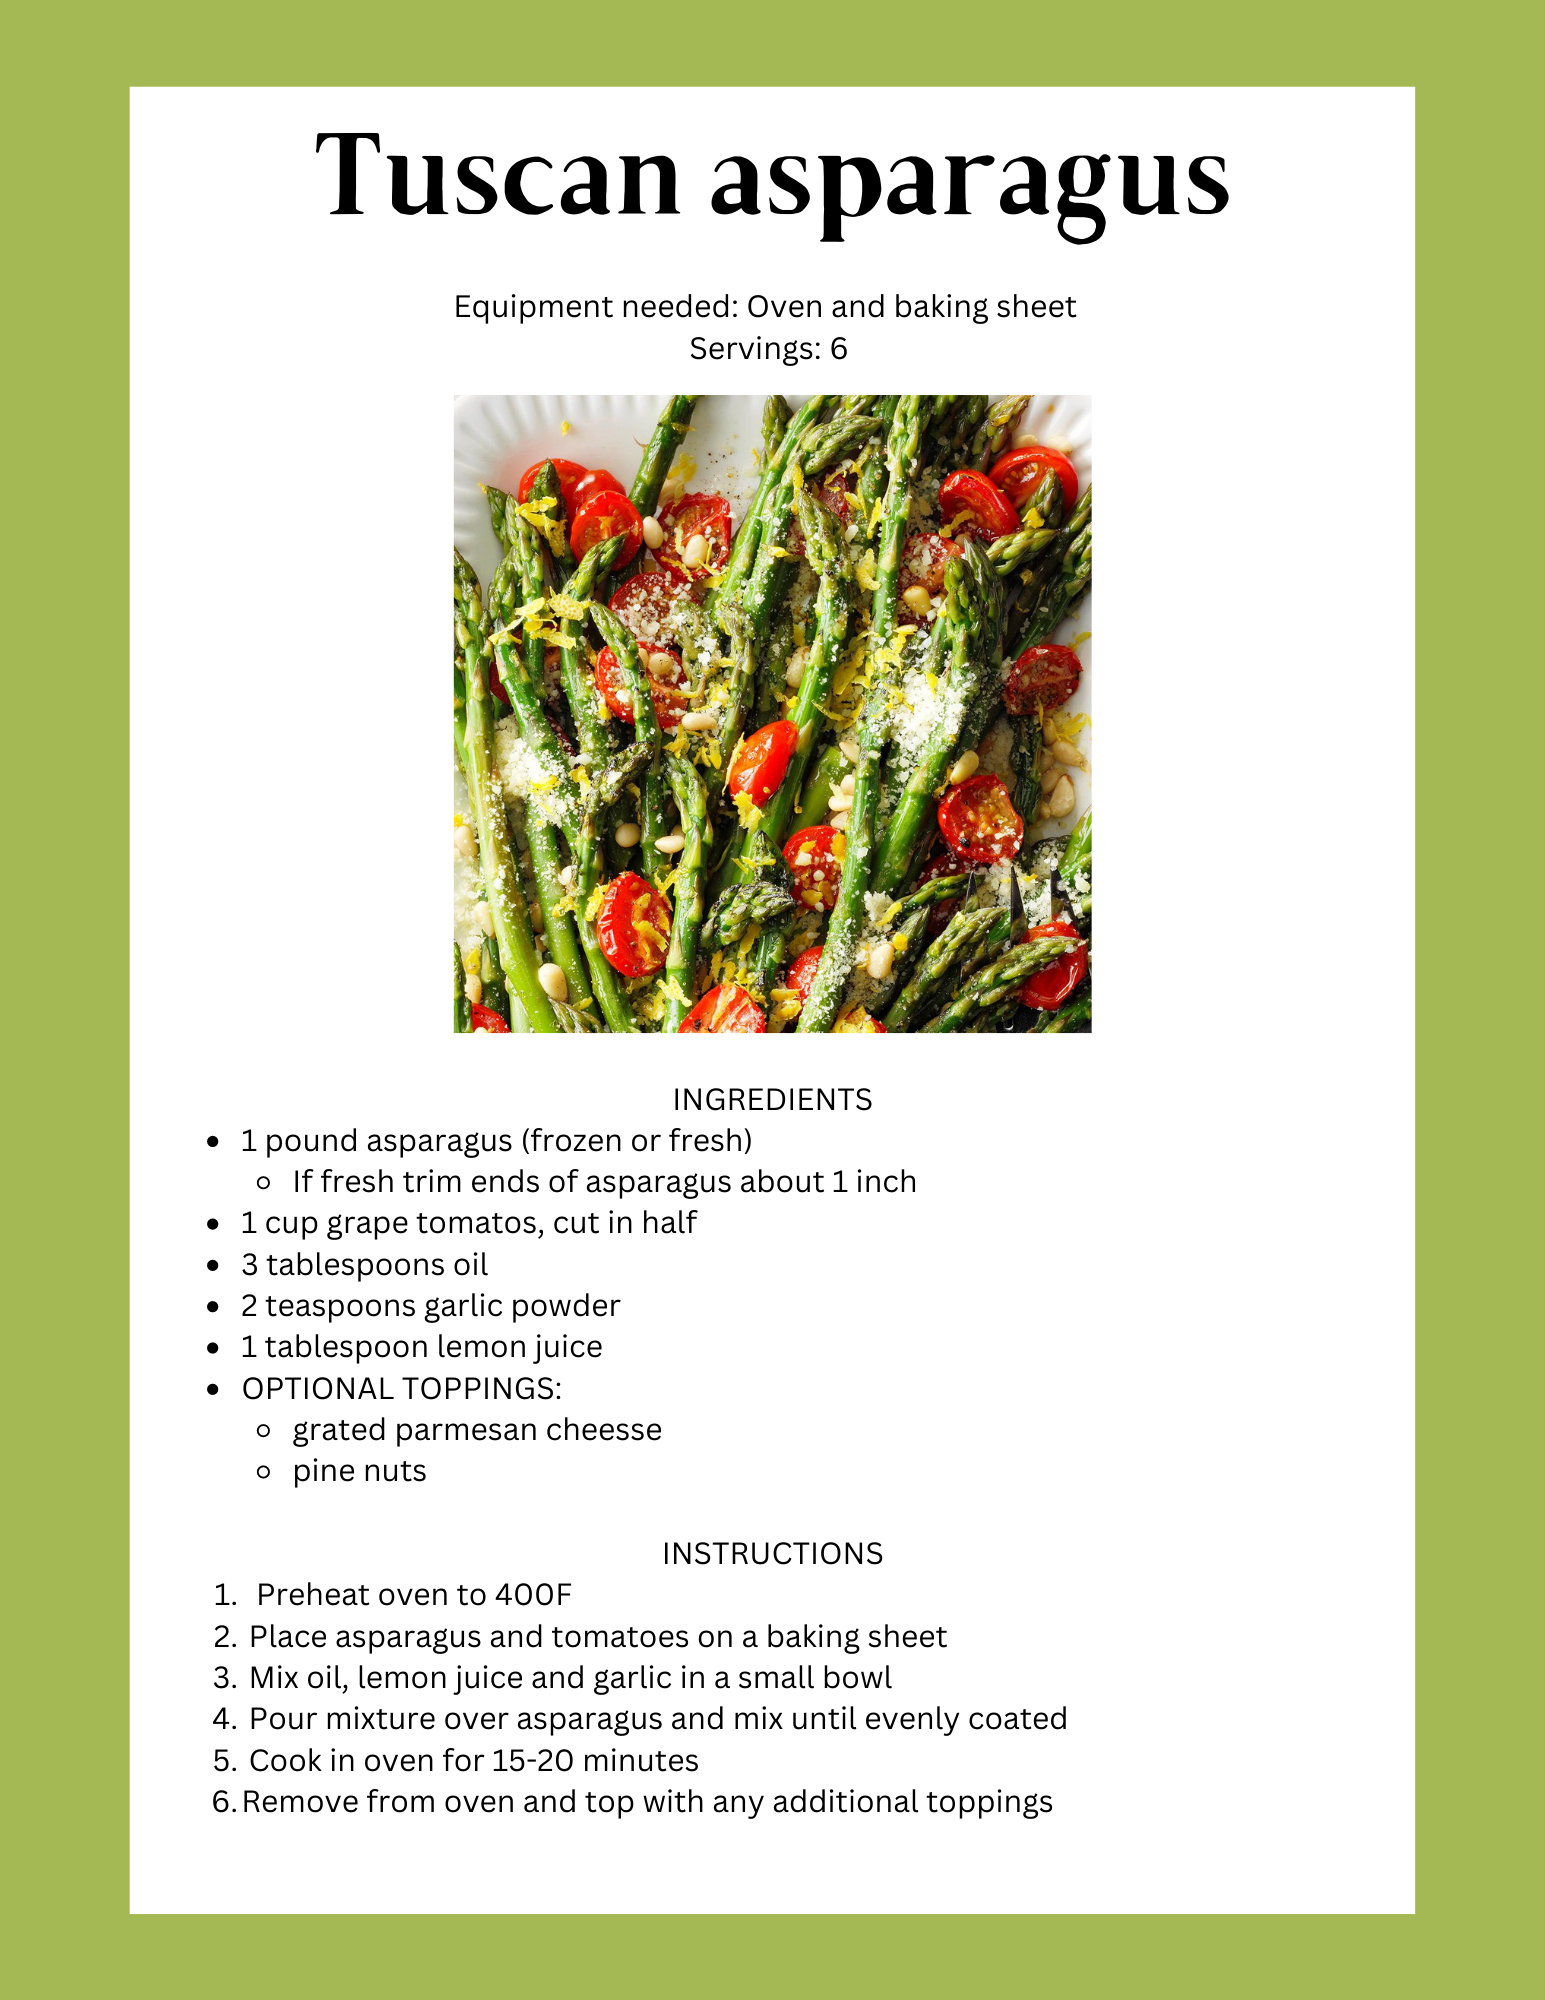 Tuscan asparagus
Equipment needed: Oven and baking sheet
Servings: 6
INGREDIENTS
• 1 pound asparagus (frozen or fresh)
◦ If fresh trim ends of asparagus about 1 inch
• 1 cup grape tomatos, cut in half
• 3 tablespoons oil
• 2 teaspoons garlic powder
• 1 tablespoon lemon juice
• OPTIONAL TOPPINGS:
◦ grated parmesan cheesse
◦ pine nuts
INSTRUCTIONS
1. Preheat oven to 400F
2. Place asparagus and tomatoes on a baking sheet
3. Mix oil, lemon juice and garlic in a small bowl
4. Pour mixture over asparagus and mix until evenly coated
5. Cook in oven for 15-20 minutes
6. Remove from oven and top with any additional toppings